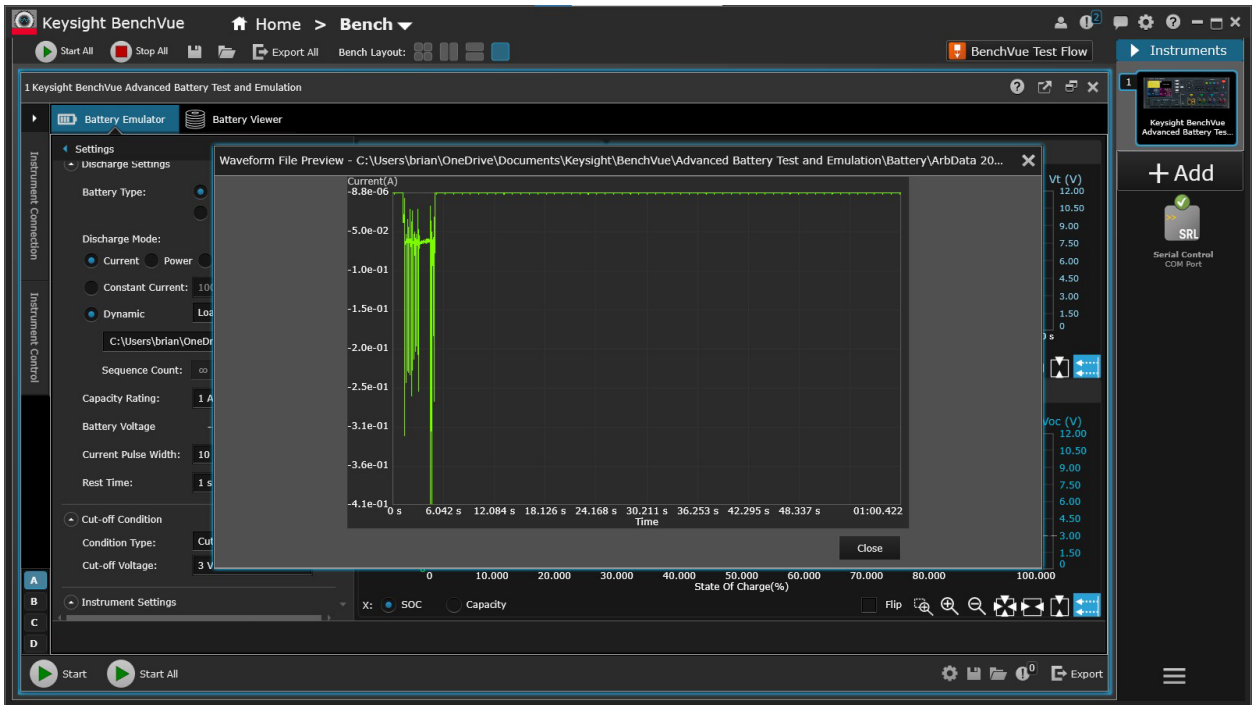 Keysight BenchVue
Home > Bench
2
Start All Stop All Export All Bench Layout:
BenchVue Test Flow
Instruments
1 Keysight BenchVue Advanced Battery Test and Emulation
1
Keysight BenchVue
Advanced Battery Tes...
Add
SRL
Serial Control
COM Port
Instrument Connection
Instrument Control
Battery Emulator Battery Viewer
Settings
Discharge Settings
Battery Type:
Discharge Mode:
Current Power
Constant Current: 100
Dynamic Loa
C:\Users\brian\OneDr
Sequence Count: ∞
Capacity Rating: 1 A
Battery Voltage -
Current Pulse Width: 10
Rest Time: 1 s
Cut-off Condition
Condition Type: Cut
Cut-off Voltage: 3 V
Instrument Settings
A
B
C
D
Waveform File Preview - C:\Users\brian\OneDrive\Documents\Keysight\BenchVue\Advanced Battery Test and Emulation\Battery\ArbData 20...
Current(A)
-8.8e-06
-5.0e-02
-1.0e-01
-1.5e-01
-2.0e-01
-2.5e-01
-3.1e-01
-3.6e-01
-4.1e-01
0 s 6.042 s 12.084 s 18.126 s 24.168 s 30.211 s 36.253 s 42.295 s 48.337 s 01:00.422
Time
Close
Vt (V)
12.00
10.50
9.00
7.50
6.00
4.50
3.00
1.50
0
s
Voc (V)
12.00
10.50
9.00
7.50
6.00
4.50
3.00
1.50
0
0 10.000 20.000 30.000 40.000 50.000 60.000 70.000 80.000 100.000
State Of Charge(%)
X: SOC Capacity
Flip
Start Start All
0
Export